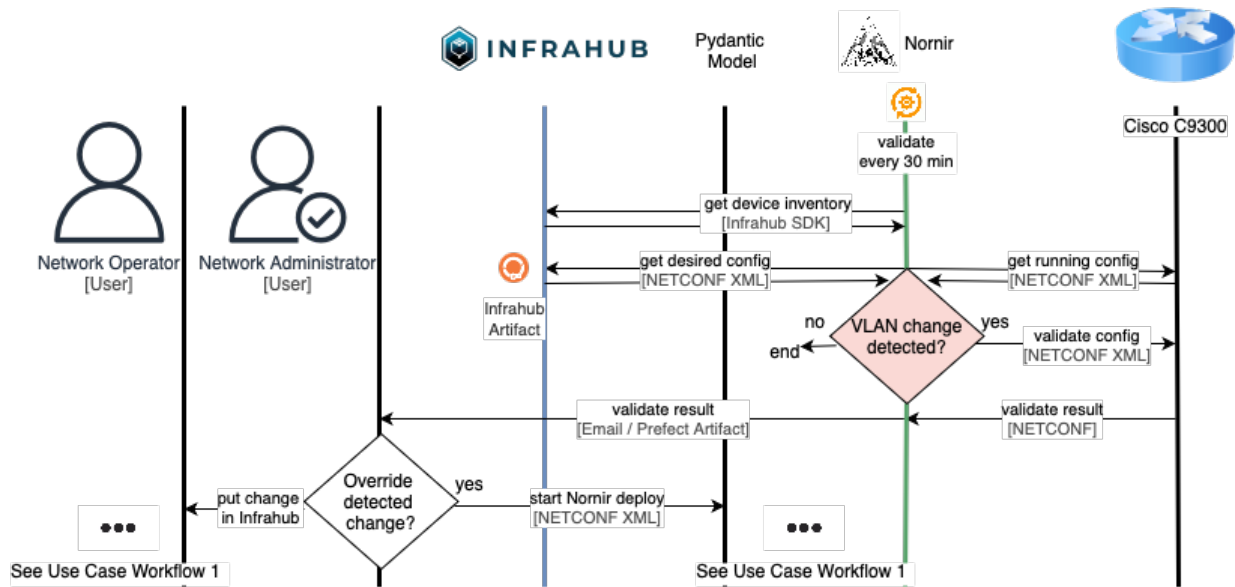 INFRAHUB
Pydantic
Model
Nornir
Cisco C9300
validate
every 30 min
get device inventory
[Infrahub SDK]
Network Operator
[User]
Network Administrator
[User]
get desired config
[NETCONF XML]
get running config
[NETCONF XML]
Infrahub
Artifact
no
VLAN change
detected?
yes
end
validate config
[NETCONF XML]
validate result
[Email / Prefect Artifact]
validate result
[NETCONF]
Override
detected
change?
yes
put change
in Infrahub
start Nornir deploy
[NETCONF XML]
See Use Case Workflow 1
See Use Case Workflow 1